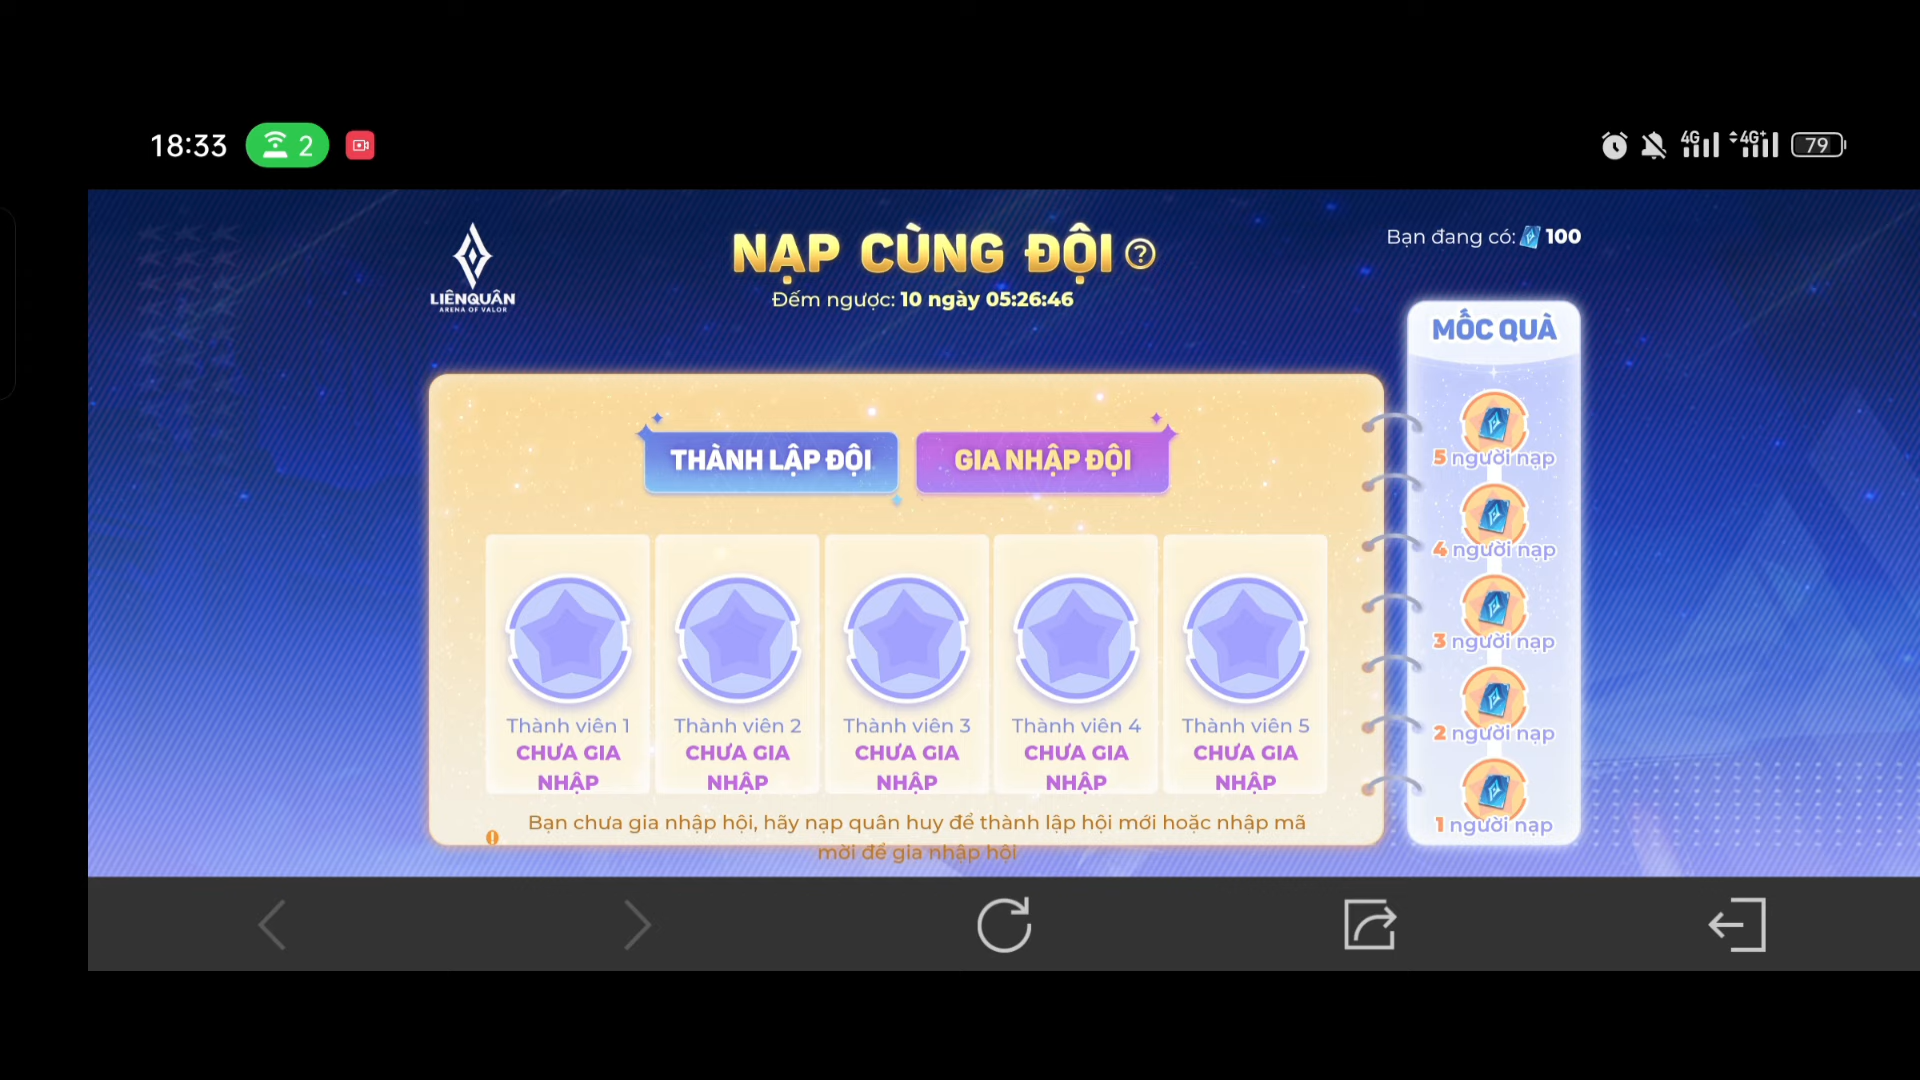 18:33
2
4G
4G+
79
LIÊNQUÂN
ARENA OF VALOR
NẠP CÙNG ĐỘI ?
Đếm ngược: 10 ngày 05:26:46
Bạn đang có: 100
MỐC QUÀ
5 người nạp
4 người nạp
3 người nạp
2 người nạp
1 người nạp
THÀNH LẬP ĐỘI
GIA NHẬP ĐỘI
Thành viên 1
CHƯA GIA
NHẬP
Thành viên 2
CHƯA GIA
NHẬP
Thành viên 3
CHƯA GIA
NHẬP
Thành viên 4
CHƯA GIA
NHẬP
Thành viên 5
CHƯA GIA
NHẬP
Bạn chưa gia nhập hội, hãy nạp quân huy để thành lập hội mới hoặc nhập mã
mời để gia nhập hội